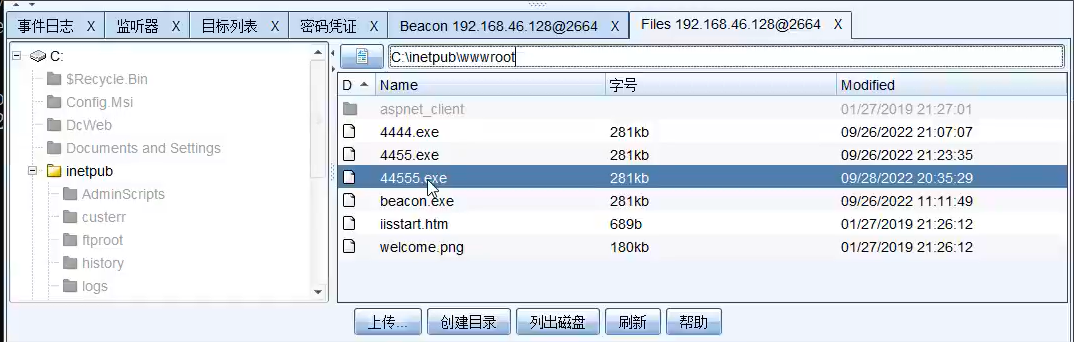 事件日志 X 监听器 X 目标列表 X 密码凭证 X Beacon 192.168.46.128@2664 X Files 192.168.46.128@2664 X
C:
$Recycle.Bin
Config.Msi
DcWeb
Documents and Settings
inetpub
AdminScripts
custerr
ftproot
history
logs
C:\inetpub\wwwroot
D Name 字号 Modified
aspnet_client 01/27/2019 21:27:01
4444.exe 281kb 09/26/2022 21:07:07
4455.exe 281kb 09/26/2022 21:23:35
44555.exe 281kb 09/28/2022 20:35:29
beacon.exe 281kb 09/26/2022 11:11:49
iisstart.htm 689b 01/27/2019 21:26:12
welcome.png 180kb 01/27/2019 21:26:12
上传... 创建目录 列出磁盘 刷新 帮助